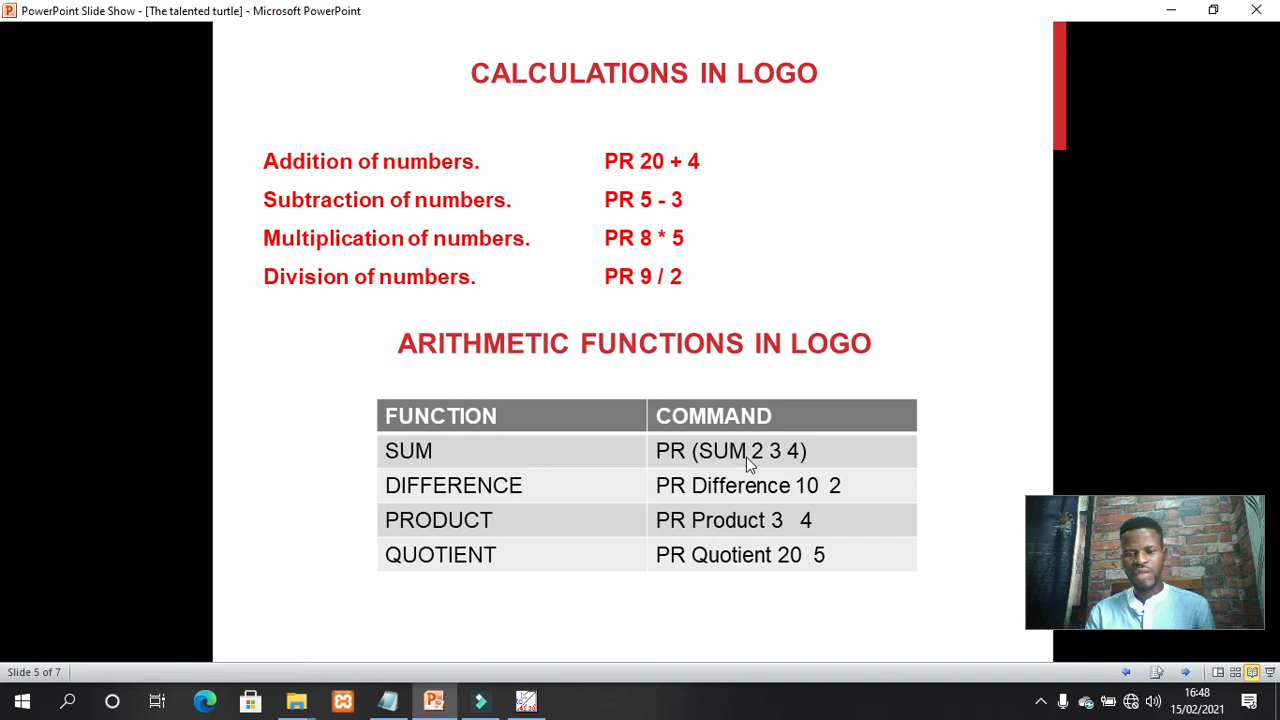 PowerPoint Slide Show - [The talented turtle] - Microsoft PowerPoint
CALCULATIONS IN LOGO
Addition of numbers. PR 20 + 4
Subtraction of numbers. PR 5 - 3
Multiplication of numbers. PR 8 * 5
Division of numbers. PR 9 / 2
ARITHMETIC FUNCTIONS IN LOGO
FUNCTION COMMAND
SUM PR (SUM 2 3 4)
DIFFERENCE PR Difference 10 2
PRODUCT PR Product 3 4
QUOTIENT PR Quotient 20 5
Slide 5 of 7
16:48
15/02/2021